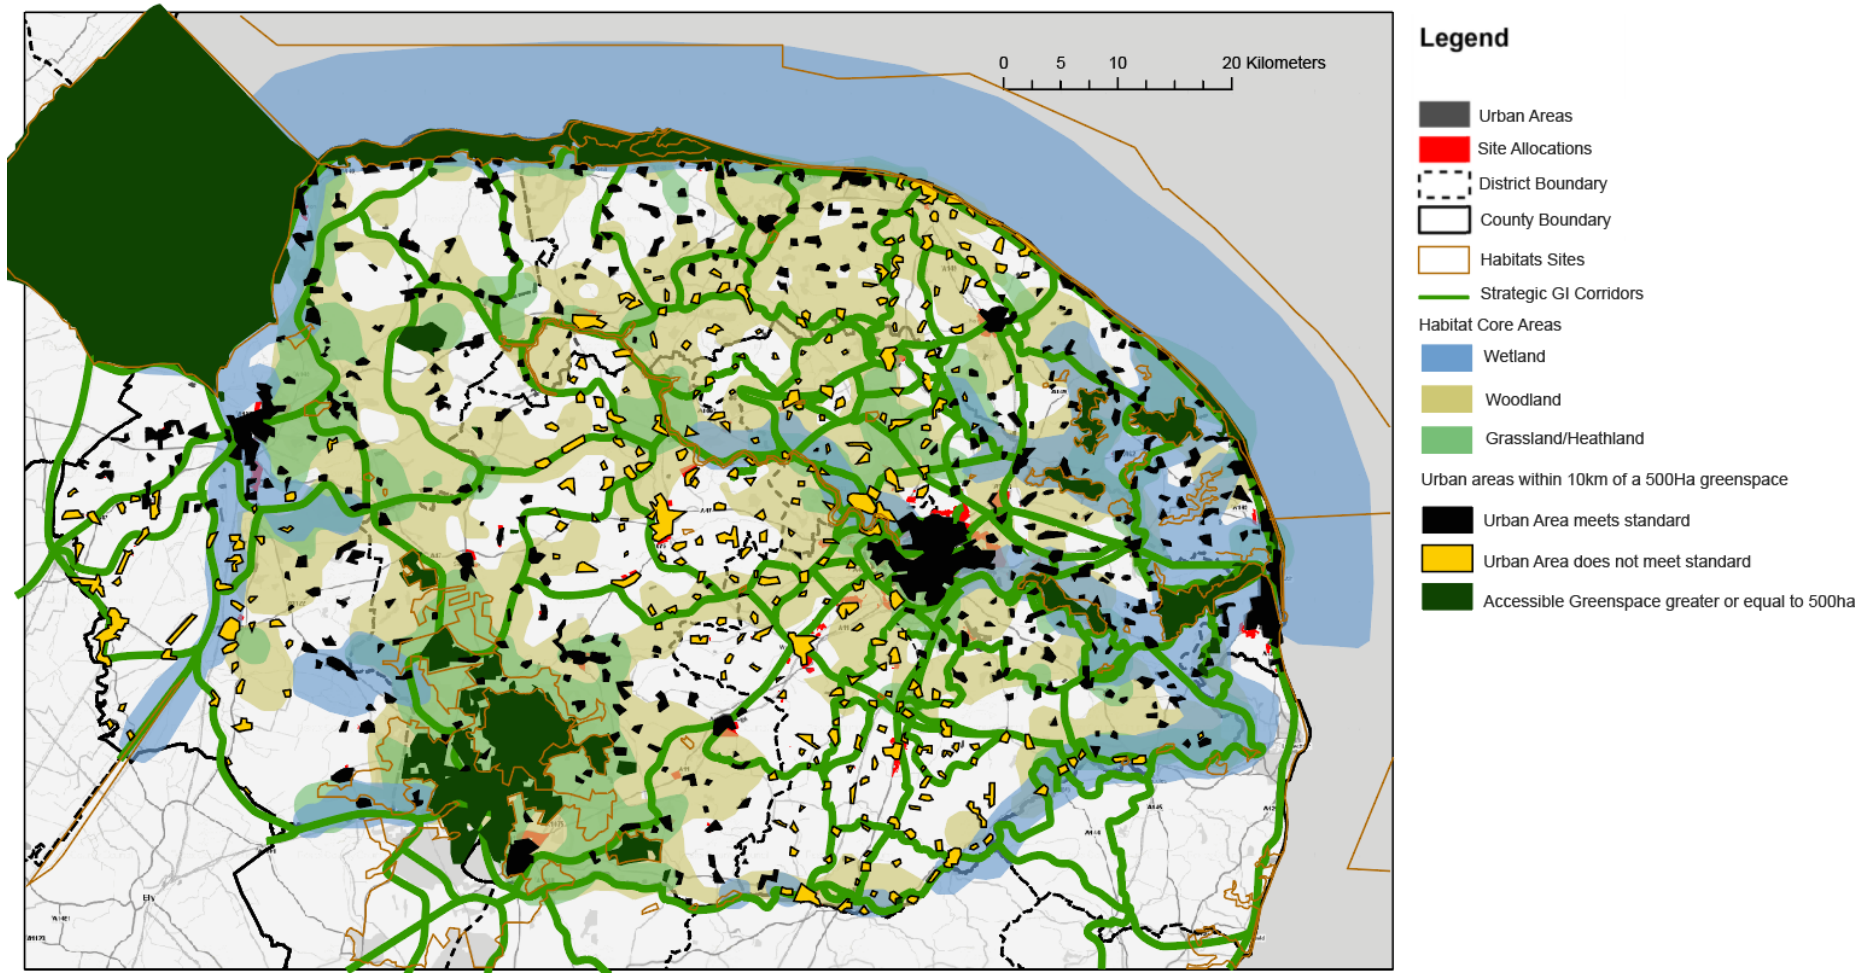 Legend
0 5 10 20 Kilometers
Urban Areas
Site Allocations
District Boundary
County Boundary
Habitats Sites
Strategic GI Corridors
Habitat Core Areas
Wetland
Woodland
Grassland/Heathland
Urban areas within 10km of a 500Ha greenspace
Urban Area meets standard
Urban Area does not meet standard
Accessible Greenspace greater or equal to 500ha
Ely